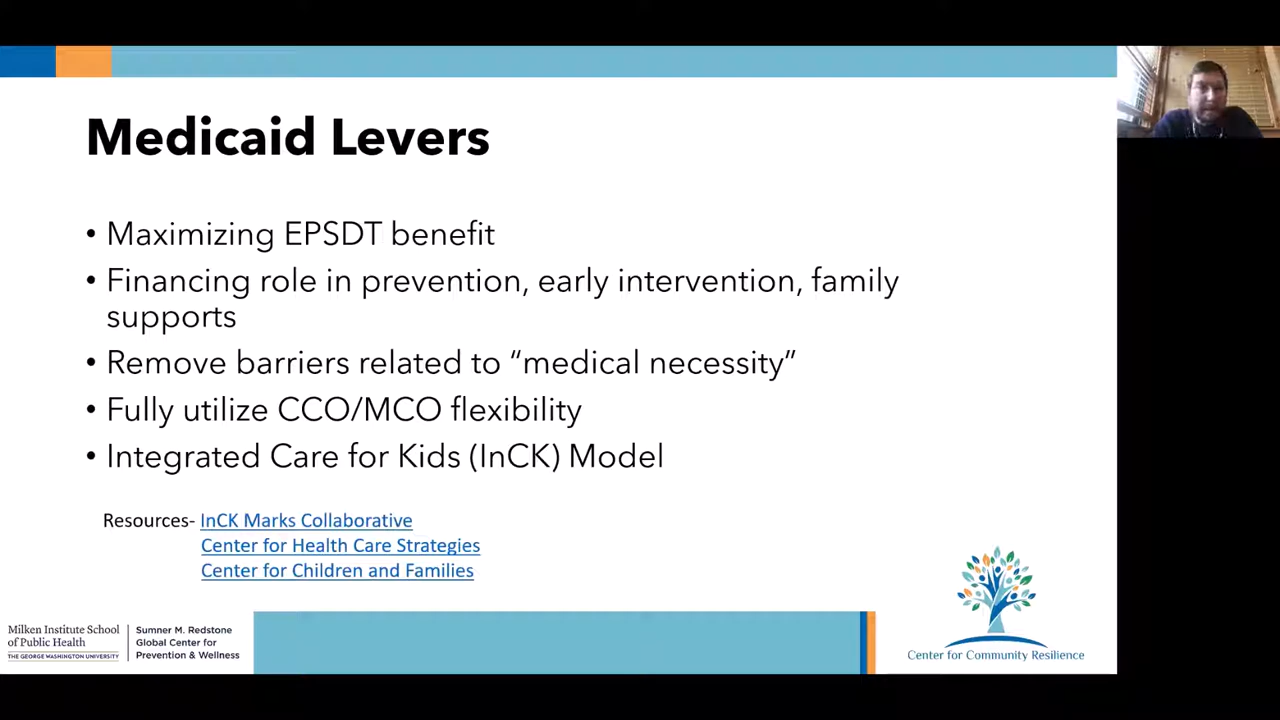 Medicaid Levers
• Maximizing EPSDT benefit
• Financing role in prevention, early intervention, family
supports
• Remove barriers related to “medical necessity”
• Fully utilize CCO/MCO flexibility
• Integrated Care for Kids (InCK) Model
Resources- InCK Marks Collaborative
Center for Health Care Strategies
Center for Children and Families
Milken Institute School
of Public Health
THE GEORGE WASHINGTON UNIVERSITY
Sumner M. Redstone
Global Center for
Prevention & Wellness
Center for Community Resilience